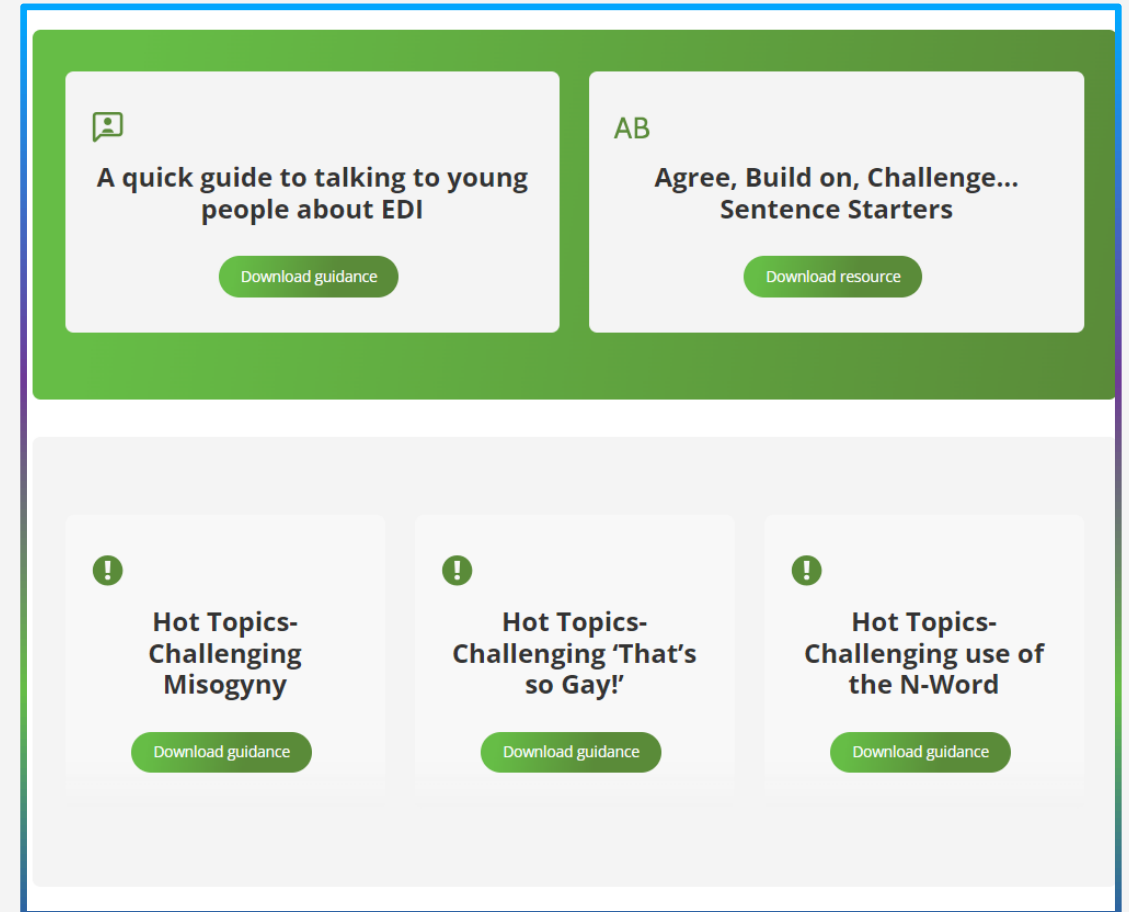 A quick guide to talking to young
people about EDI
Download guidance
AB
Agree, Build on, Challenge...
Sentence Starters
Download resource
Hot Topics-
Challenging
Misogyny
Download guidance
Hot Topics-
Challenging ‘That’s
so Gay!’
Download guidance
Hot Topics-
Challenging use of
the N-Word
Download guidance